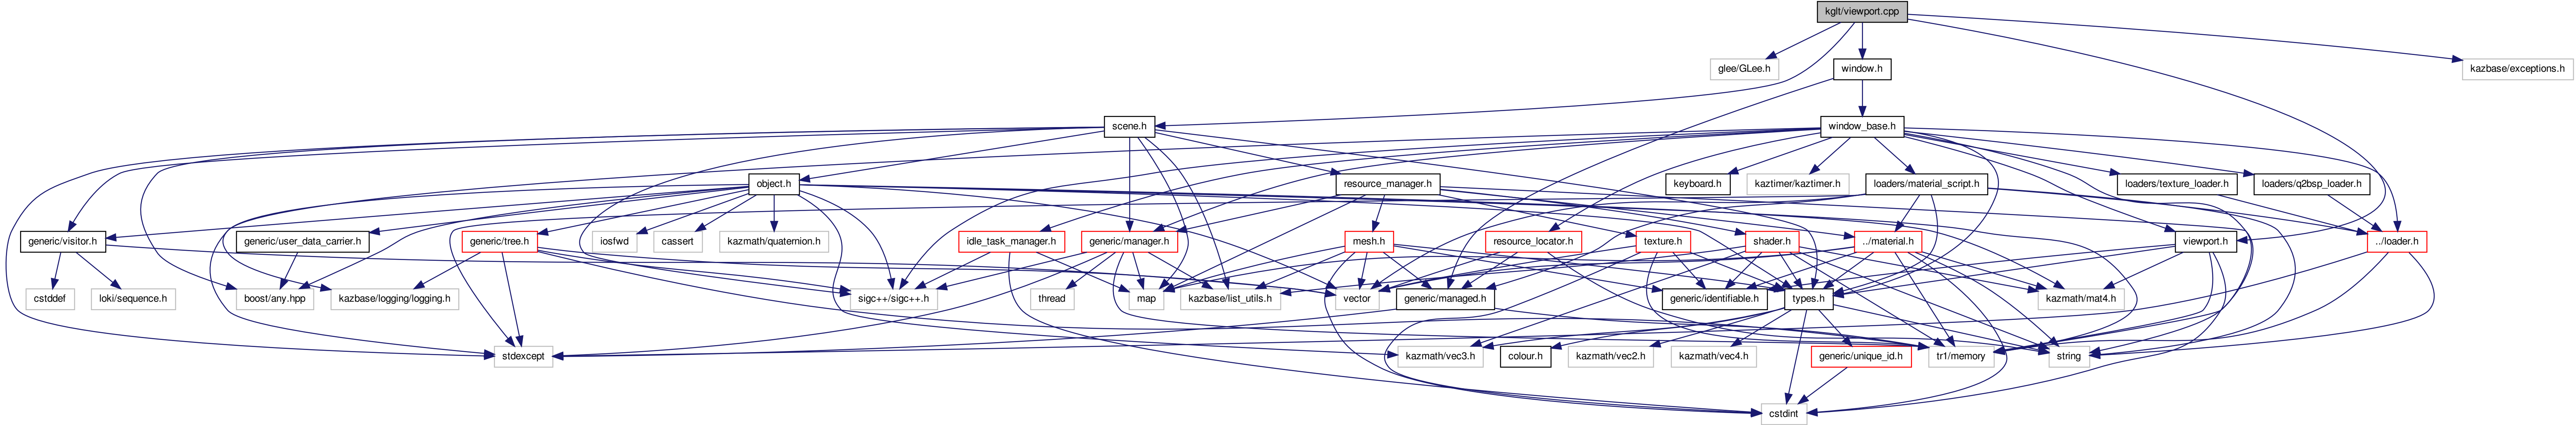 kglt/viewport.cpp
glee/GLee.h
window.h
kazbase/exceptions.h
scene.h
window_base.h
object.h
resource_manager.h
keyboard.h
kaztimer/kaztimer.h
loaders/material_script.h
loaders/texture_loader.h
loaders/q2bsp_loader.h
generic/visitor.h
generic/user_data_carrier.h
generic/tree.h
iosfwd
cassert
kazmath/quaternion.h
idle_task_manager.h
generic/manager.h
mesh.h
resource_locator.h
texture.h
shader.h
../material.h
viewport.h
../loader.h
cstddef
loki/sequence.h
boost/any.hpp
kazbase/logging/logging.h
vector
sigc++/sigc++.h
thread
map
kazbase/list_utils.h
generic/managed.h
generic/identifiable.h
types.h
kazmath/mat4.h
stdexcept
kazmath/vec3.h
colour.h
kazmath/vec2.h
kazmath/vec4.h
generic/unique_id.h
tr1/memory
string
cstdint